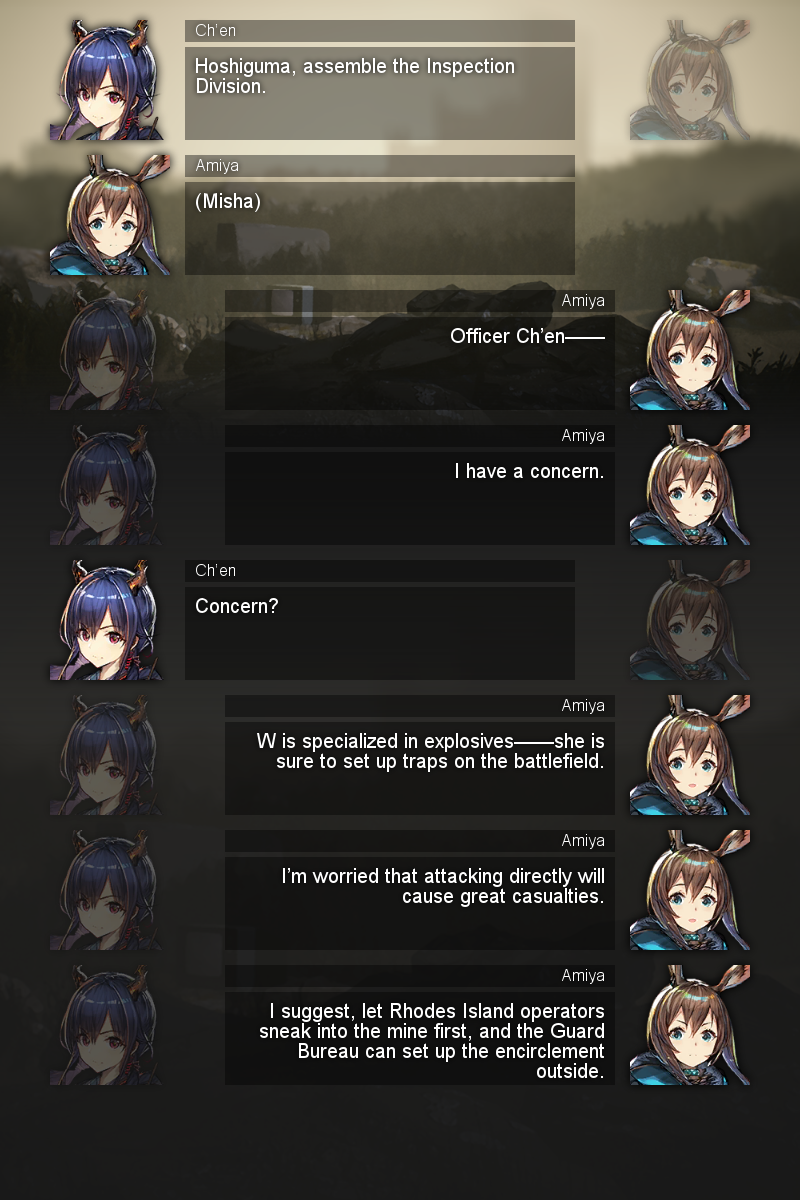 Ch'en
Hoshiguma, assemble the Inspection
Division.
Amiya
(Misha)
Amiya
Officer Ch'en——
Amiya
I have a concern.
Ch'en
Concern?
Amiya
W is specialized in explosives——she is
sure to set up traps on the battlefield.
Amiya
I'm worried that attacking directly will
cause great casualties.
Amiya
I suggest, let Rhodes Island operators
sneak into the mine first, and the Guard
Bureau can set up the encirclement
outside.